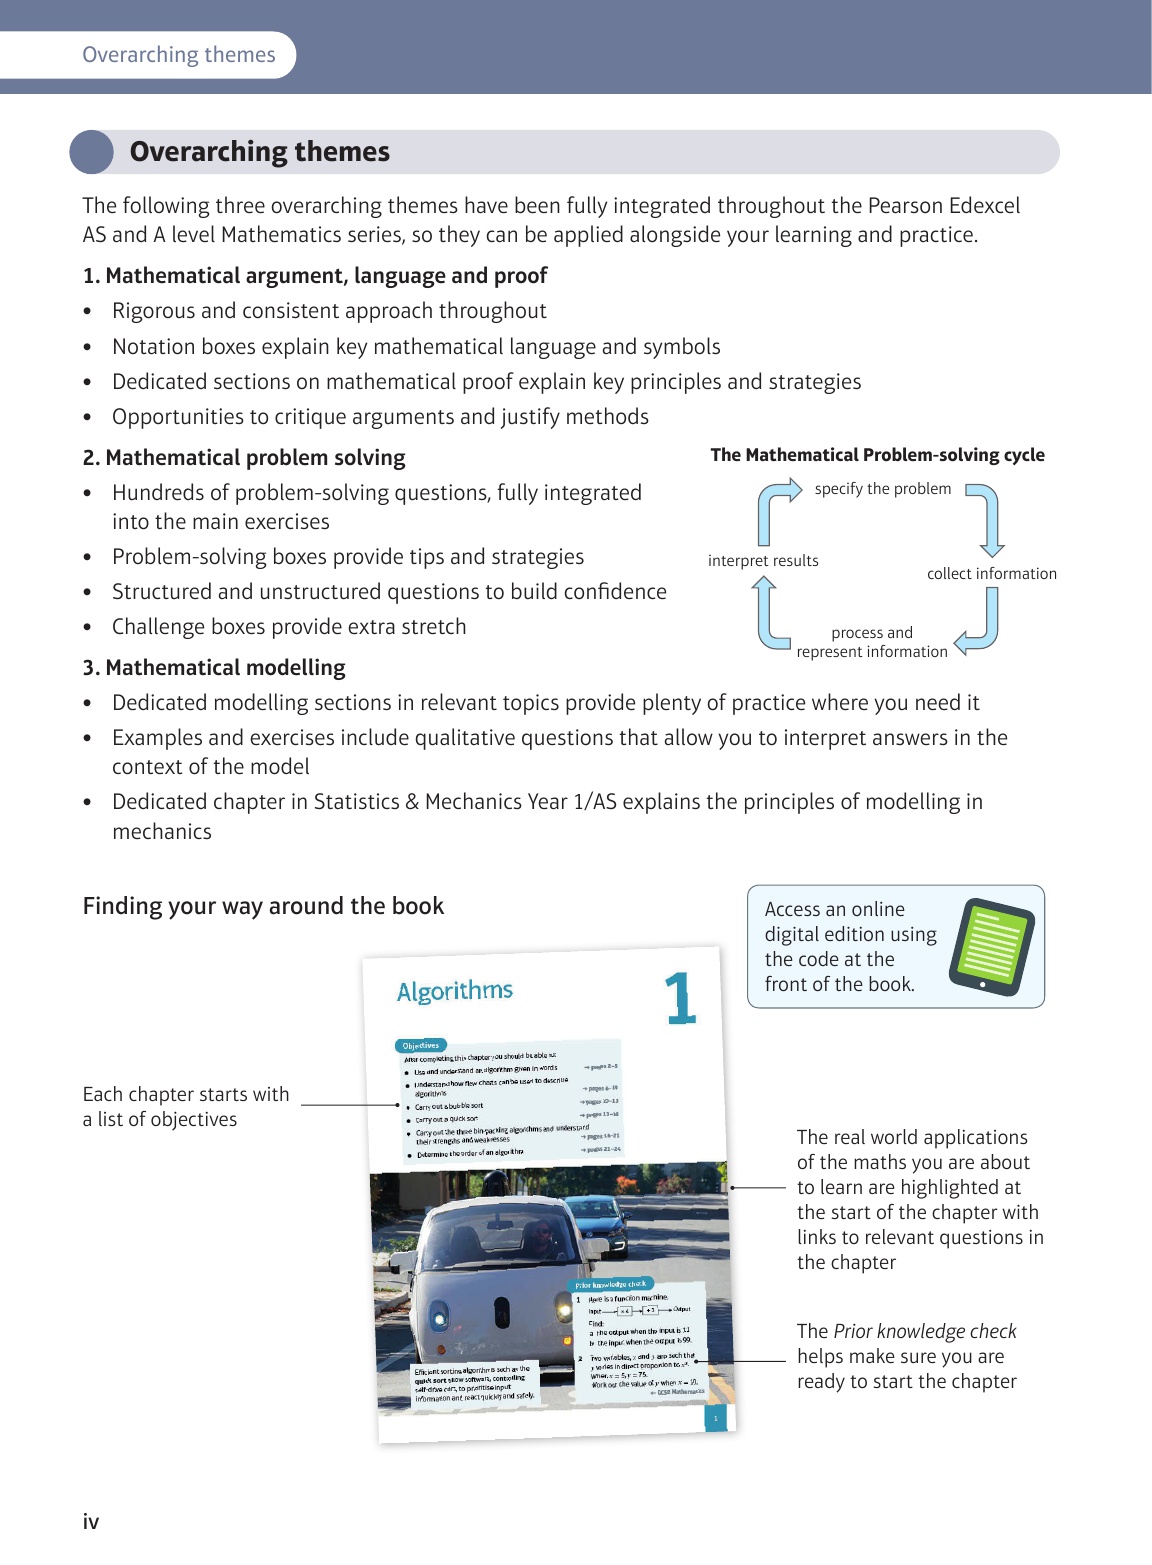 Overarching themes
Overarching themes
The following three overarching themes have been fully integrated throughout the Pearson Edexcel
AS and A level Mathematics series, so they can be applied alongside your learning and practice.
1. Mathematical argument, language and proof
• Rigorous and consistent approach throughout
• Notation boxes explain key mathematical language and symbols
• Dedicated sections on mathematical proof explain key principles and strategies
• Opportunities to critique arguments and justify methods
2. Mathematical problem solving
• Hundreds of problem-solving questions, fully integrated
into the main exercises
• Problem-solving boxes provide tips and strategies
• Structured and unstructured questions to build confidence
• Challenge boxes provide extra stretch
The Mathematical Problem-solving cycle
specify the problem
interpret results
collect information
process and
represent information
3. Mathematical modelling
• Dedicated modelling sections in relevant topics provide plenty of practice where you need it
• Examples and exercises include qualitative questions that allow you to interpret answers in the
context of the model
• Dedicated chapter in Statistics & Mechanics Year 1/AS explains the principles of modelling in
mechanics
Finding your way around the book
Access an online
digital edition using
the code at the
front of the book.
Algorithms
1
Objectives
After completing this chapter you should be able to:
• Use and understand an algorithm given in words
• Understand how flow charts can be used to describe
algorithms
• Carry out a bubble sort
• Carry out a quick sort
• Carry out the three bin-packing algorithms and understand
their strengths and weaknesses
• Determine the order of an algorithm
→ pages 21–24
Each chapter starts with
a list of objectives
The real world applications
of the maths you are about
to learn are highlighted at
the start of the chapter with
links to relevant questions in
the chapter
Prior knowledge check
1 Here is a function machine.
Input → × 4 → + 3 → Output
Find:
a the output when the input is 11
b the input when the output is 99.
2 Two variables, x and y are such that
y varies in direct proportion to
When x = 5, y = 75.
Work out the value of y when x = 10.
← GCSE Mathematics
Efficient sorting algorithms such as the
quick sort allow software, controlling
self-drive cars, to prioritise input
information and react quickly and safely.
1
The Prior knowledge check
helps make sure you are
ready to start the chapter
iv